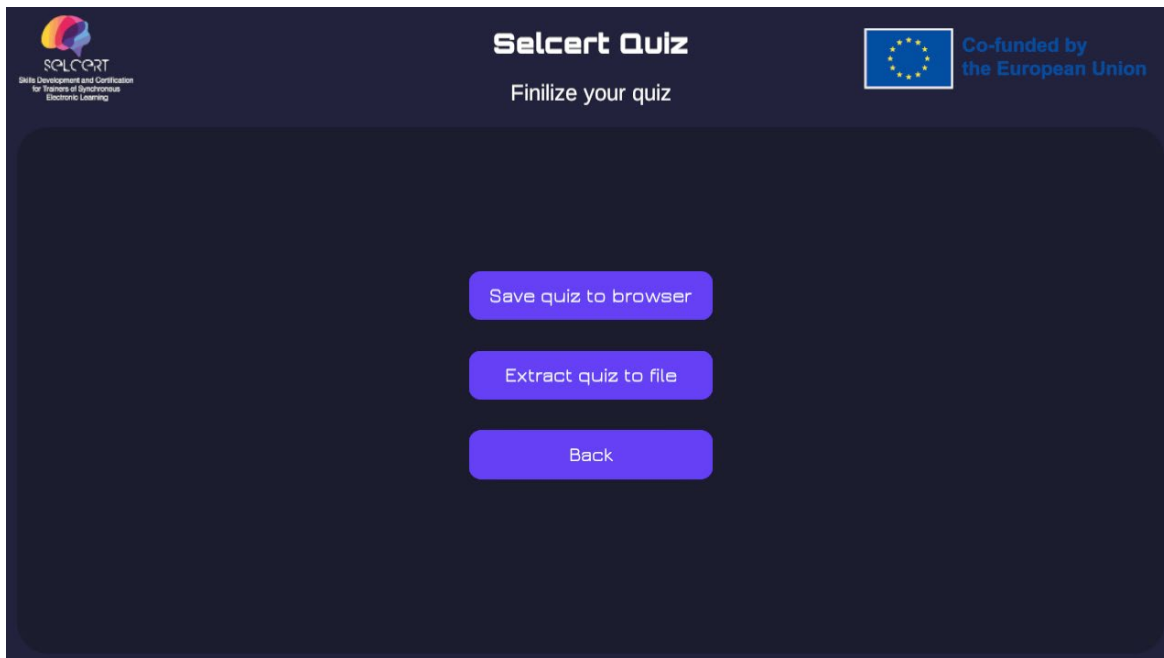 SELCERT
Skills Development and Certification
for Trainers of Synchronous
Electronic Learning
Selcert Quiz
Finilize your quiz
Co-funded by
the European Union
Save quiz to browser
Extract quiz to file
Back